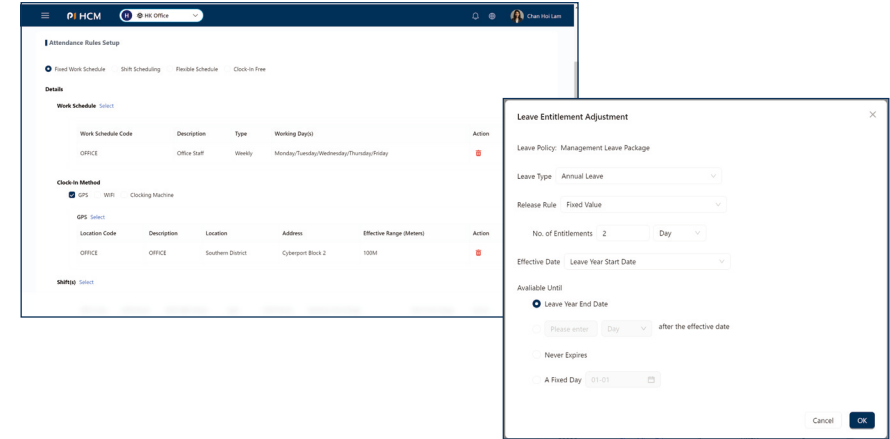 PI HCM H HK Office Chan Hoi Lam
Attendance Rules Setup
Fixed Work Schedule Shift Scheduling Flexible Schedule Clock-In Free
Details
Work Schedule Select
Work Schedule Code Description Type Working Day(s) Action
OFFICE Office Staff Weekly Monday/Tuesday/Wednesday/Thursday/Friday
Clock-In Method
GPS WIFI Clocking Machine
GPS Select
Location Code Description Location Address Effective Range (Meters) Action
OFFICE OFFICE Southern District Cyberport Block 2 100M
Shift(s) Select
Leave Entitlement Adjustment
Leave Policy: Management Leave Package
Leave Type Annual Leave
Release Rule Fixed Value
No. of Entitlements 2 Day
Effective Date Leave Year Start Date
Avaliable Until
Leave Year End Date
Please enter Day after the effective date
Never Expires
A Fixed Day 01-01
Cancel OK